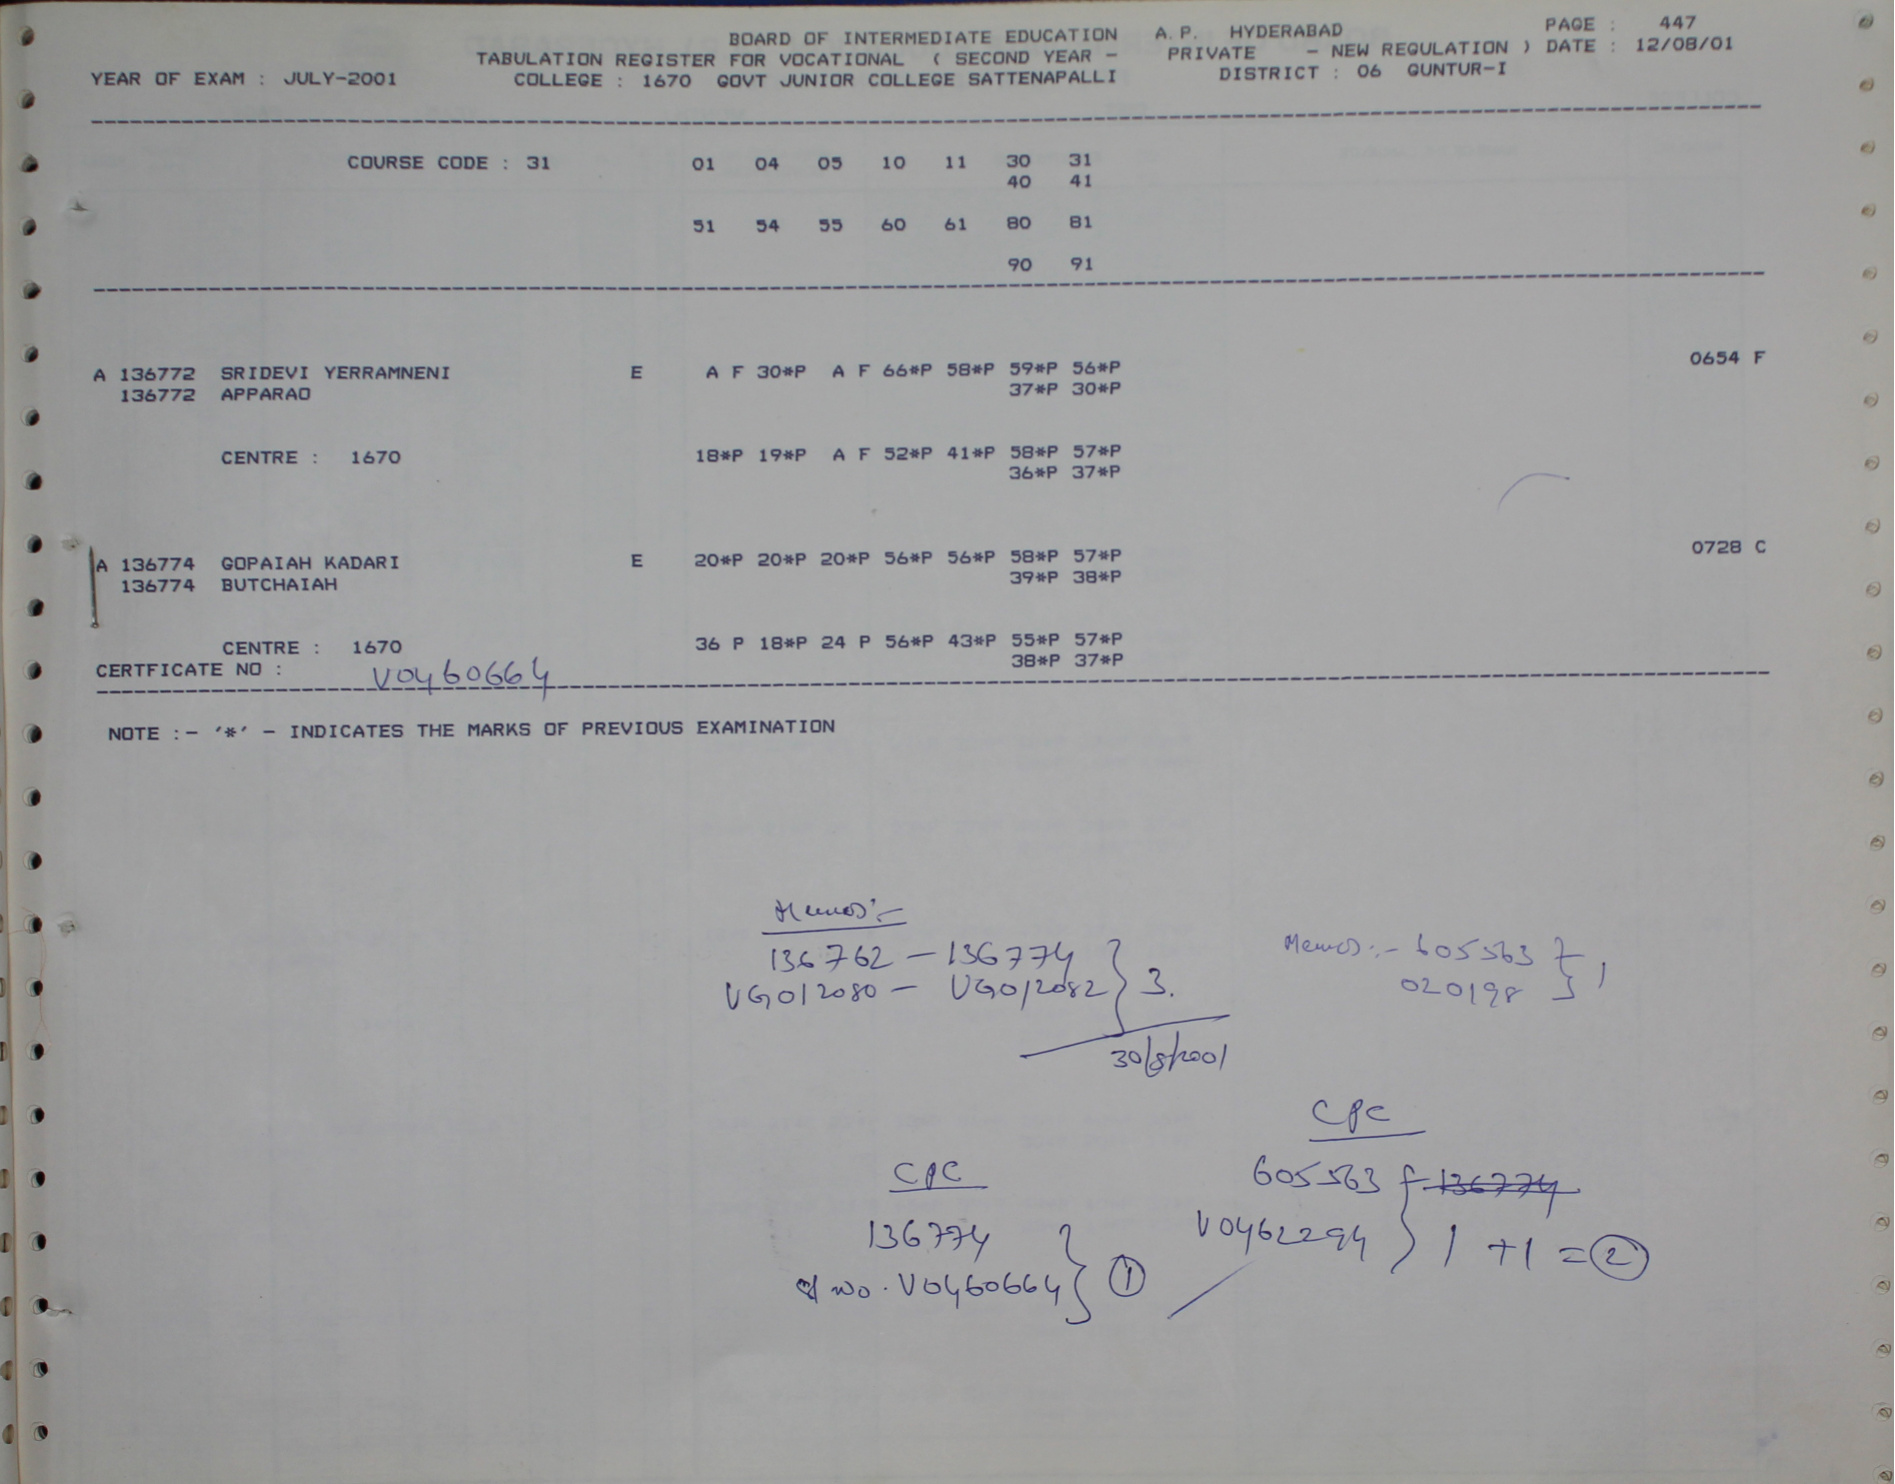 BOARD OF INTERMEDIATE EDUCATION A. P. HYDERABAD PAGE : 447
TABULATION REGISTER FOR VOCATIONAL ( SECOND YEAR - PRIVATE - NEW REGULATION ) DATE : 12/08/01
YEAR OF EXAM : JULY-2001 COLLEGE : 1670 GOVT JUNIOR COLLEGE SATTENAPALLI DISTRICT : 06 GUNTUR-I
COURSE CODE : 31 01 04 05 10 11 30 31
40 41
51 54 55 60 61 80 81
90 91
A 136772 SRIDEVI YERRAMNENI E A F 30*P A F 66*P 58*P 59*P 56*P 0654 F
136772 APPARAO 37*P 30*P
CENTRE : 1670 18*P 19*P A F 52*P 41*P 58*P 57*P
36*P 37*P
A 136774 GOPAIAH KADARI E 20*P 20*P 20*P 56*P 56*P 58*P 57*P 0728 C
136774 BUTCHAIAH 39*P 38*P
CENTRE : 1670 36 P 18*P 24 P 56*P 43*P 55*P 57*P
38*P 37*P
CERTFICATE NO : V0460664
NOTE :- '*' - INDICATES THE MARKS OF PREVIOUS EXAMINATION
Memos:-
136762 - 136774
VG012080 - VG012082 } 3.
30/8/2001
Memos:- 605563
020198 } 1
CPC
136774
No. V0460664 } 1
CPC
605563 136774
V0462294 } 1 +1 = 2